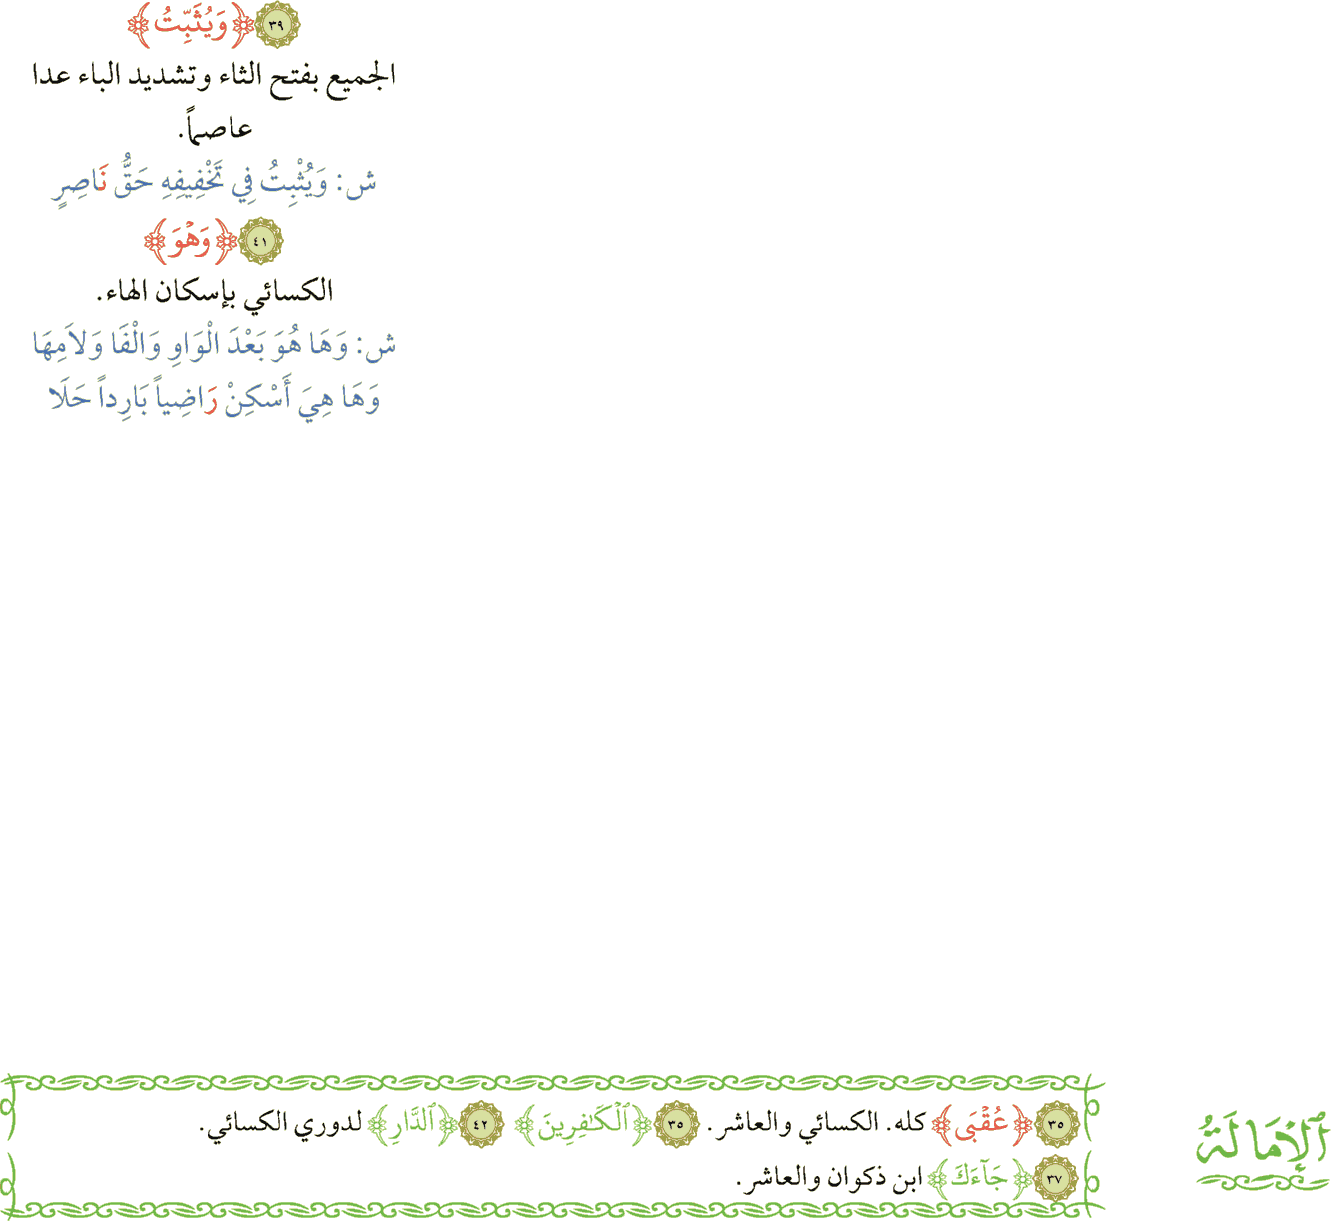 ٣٩ ﴿وَيُثَبِّتُ﴾
الجميع بفتح الثاء وتشديد الباء عدا
عاصماً.
ش: وَيُثْبِتُ فِي تَخْفِيفِهِ حَقُّ نَاصِرٍ
٤١ ﴿وَهْوَ﴾
الكسائي بإسكان الهاء.
ش: وَهَا هُوَ بَعْدَ الْوَاوِ وَالْفَا وَلاَمِهَا
وَهَا هِيَ أَسْكِنْ رَاضِياً بَارِداً حَلَا
ٱلْإِمَالَةُ
٣٥ ﴿عُقْبَى﴾ كله. الكسائي والعاشر. ٣٥ ﴿ٱلْكَـٰفِرِينَ﴾ ٤٢ ﴿ٱلدَّارِ﴾ لدوري الكسائي.
٣٧ ﴿جَآءَكَ﴾ ابن ذكوان والعاشر.